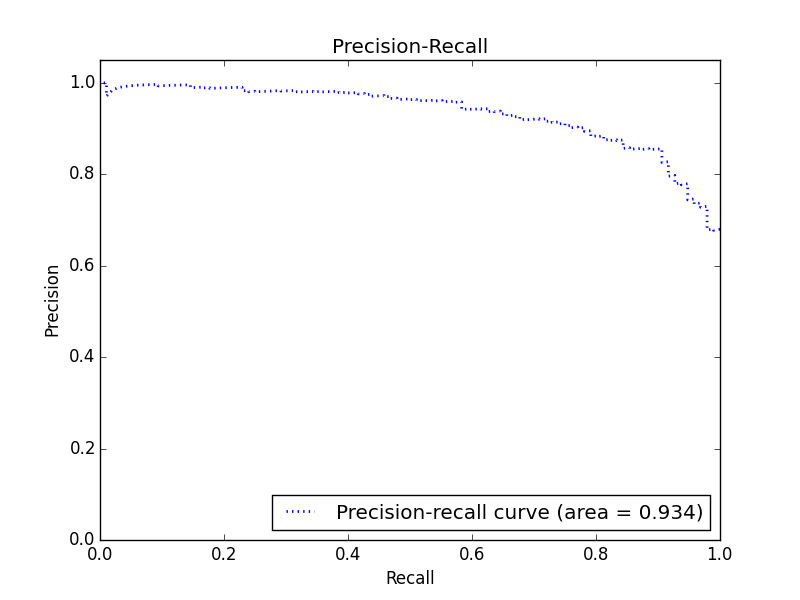 Precision-Recall
1.0
0.8
0.6
0.4
0.2
0.0
Precision
Precision-recall curve (area = 0.934)
0.0 0.2 0.4 0.6 0.8 1.0
Recall